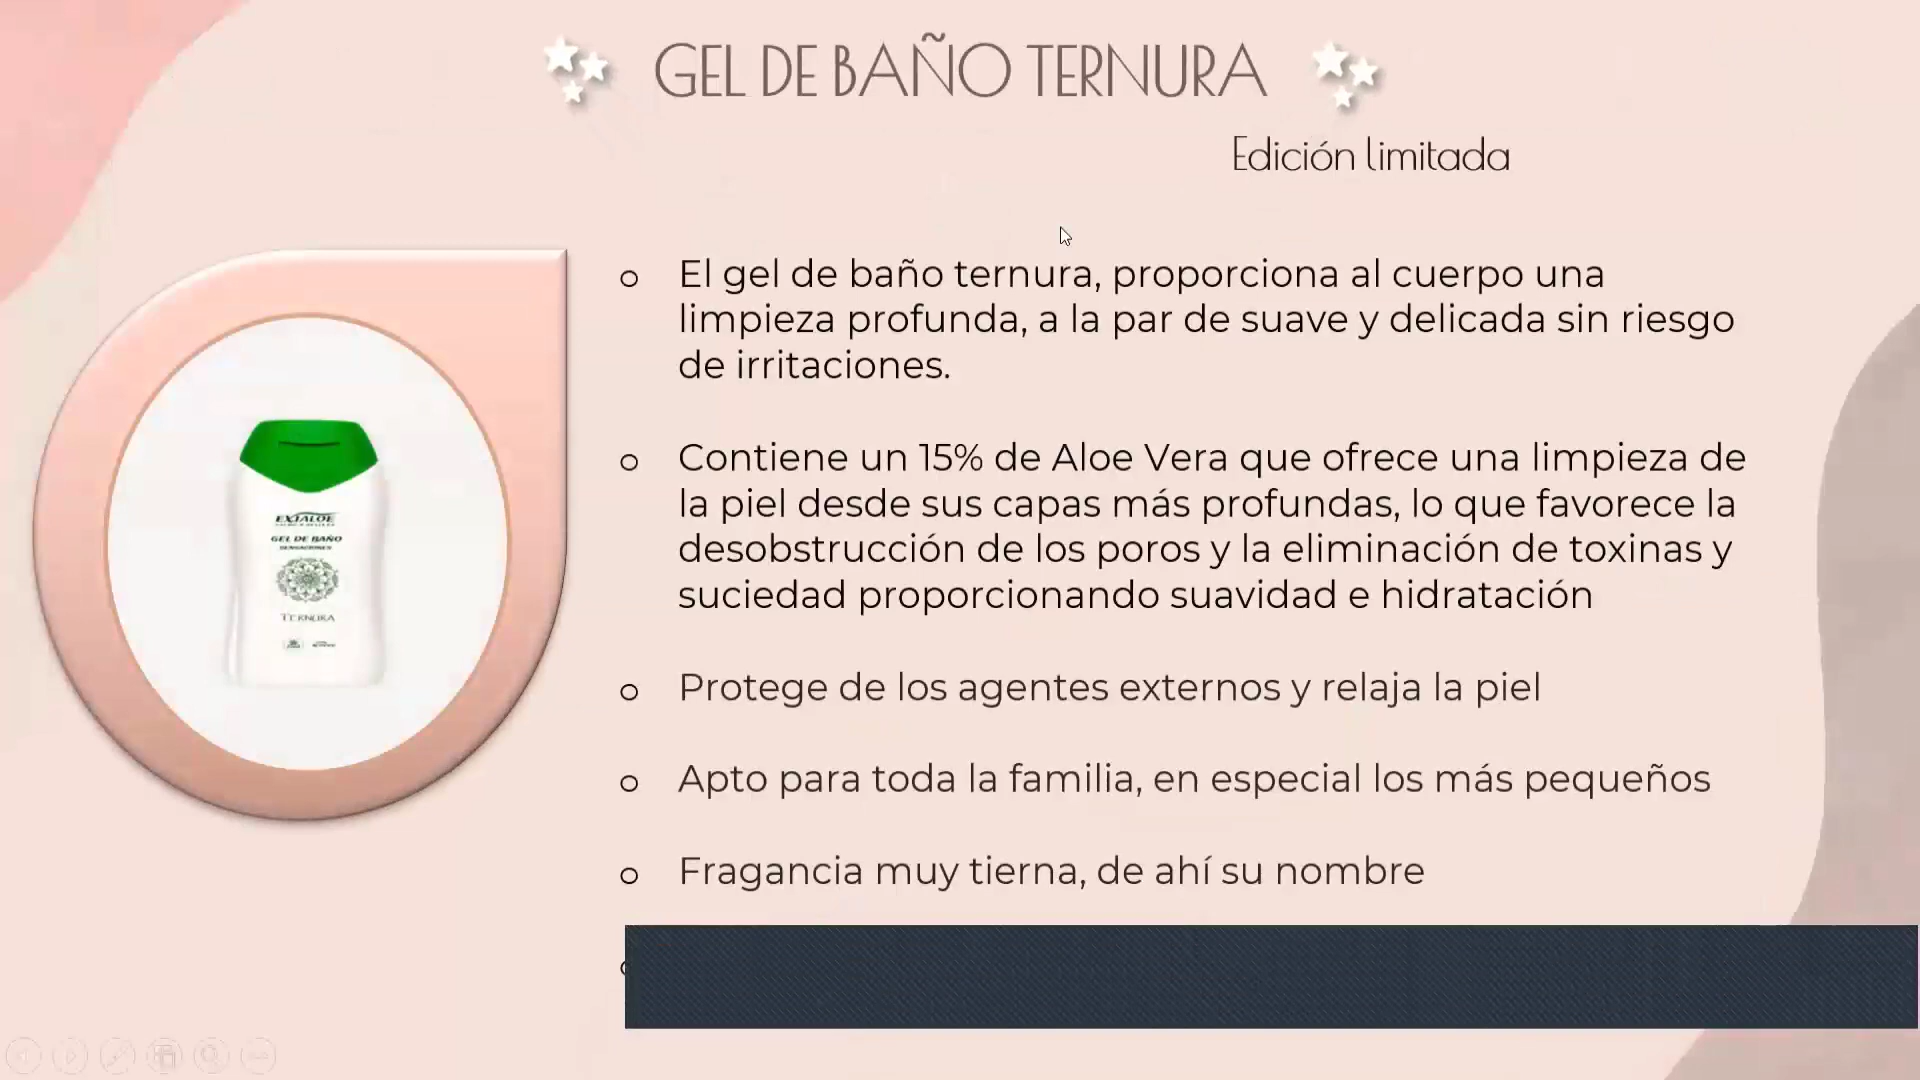 GEL DE BAÑO TERNURA
Edición limitada
El gel de baño ternura, proporciona al cuerpo una
limpieza profunda, a la par de suave y delicada sin riesgo
de irritaciones.
Contiene un 15% de Aloe Vera que ofrece una limpieza de
la piel desde sus capas más profundas, lo que favorece la
desobstrucción de los poros y la eliminación de toxinas y
suciedad proporcionando suavidad e hidratación
Protege de los agentes externos y relaja la piel
Apto para toda la familia, en especial los más pequeños
Fragancia muy tierna, de ahí su nombre
EXIALOE
GEL DE BAÑO
SENSACIONES
TERNURA